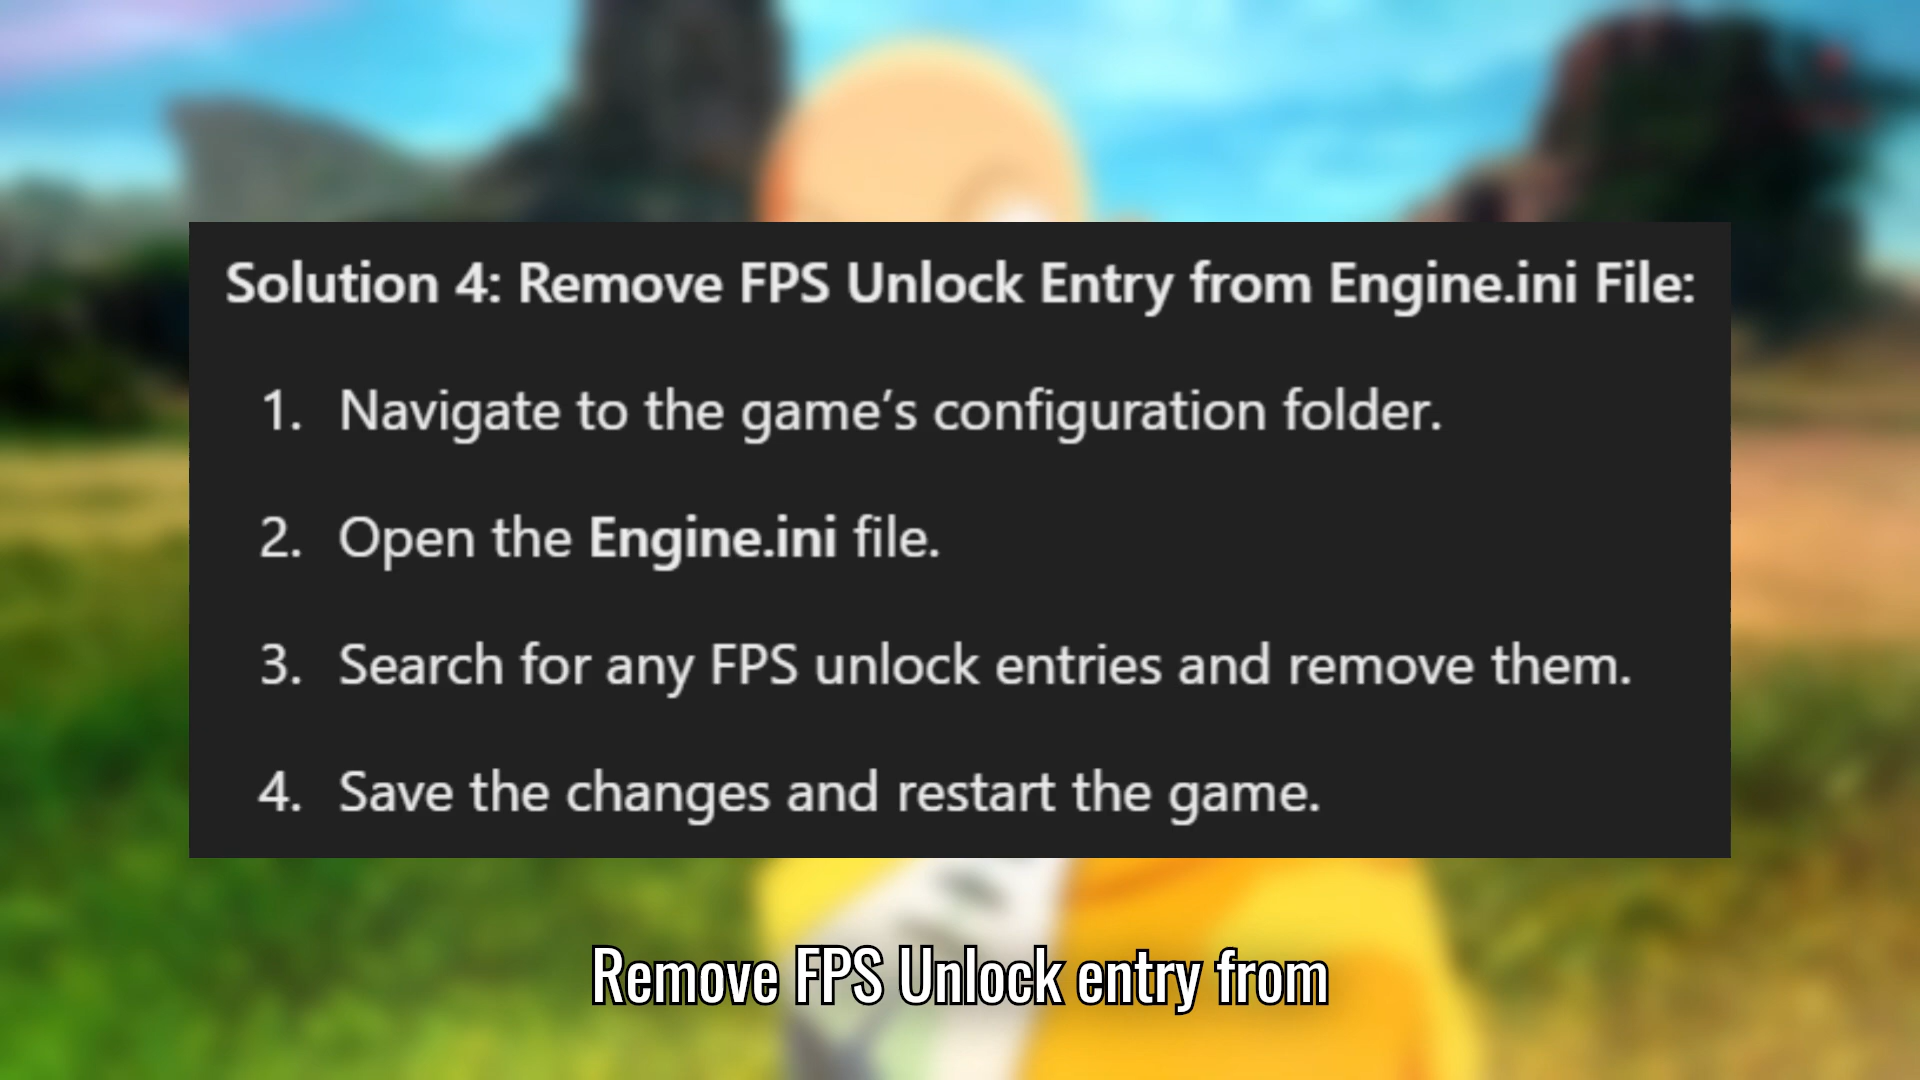 Solution 4: Remove FPS Unlock Entry from Engine.ini File:
1. Navigate to the game’s configuration folder.
2. Open the Engine.ini file.
3. Search for any FPS unlock entries and remove them.
4. Save the changes and restart the game.
Remove FPS Unlock entry from